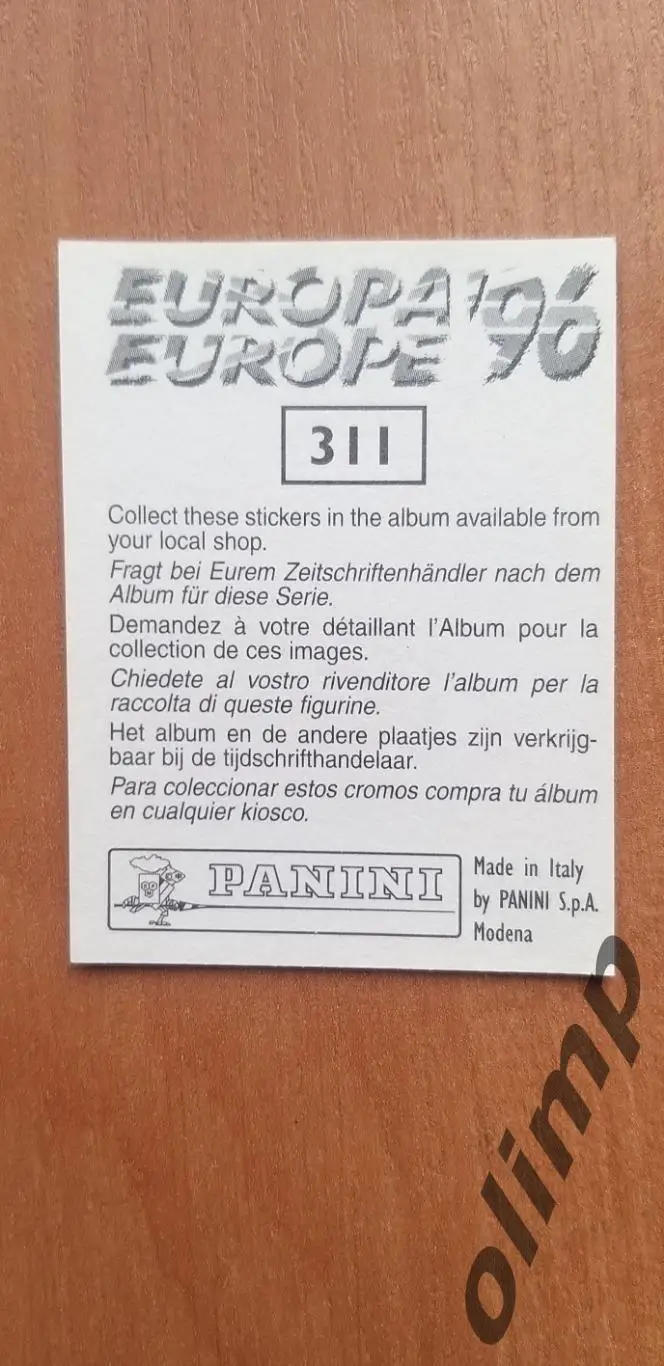 EUROPA '96
EUROPE
311
Collect these stickers in the album available from
your local shop.
Fragt bei Eurem Zeitschriftenhändler nach dem
Album für diese Serie.
Demandez à votre détaillant l'Album pour la
collection de ces images.
Chiedete al vostro rivenditore l'album per la
raccolta di queste figurine.
Het album en de andere plaatjes zijn verkrijg-
baar bij de tijdschrifthandelaar.
Para coleccionar estos cromos compra tu álbum
en cualquier kiosco.
PANINI
Made in Italy
by PANINI S.p.A.
Modena
olimp